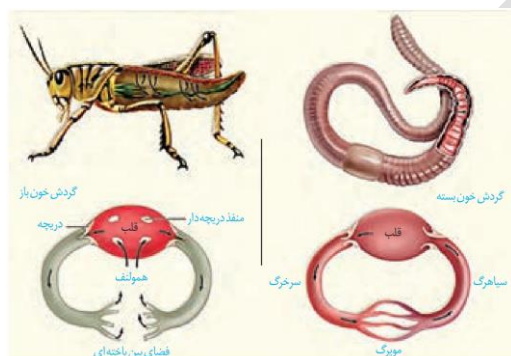 گردش خون بسته
قلب
سرخرگ
سیاهرگ
مویرگ
گردش خون باز
دریچه
منفذ دریچه‌دار
قلب
همولنف
فضای بین یاخته‌ای